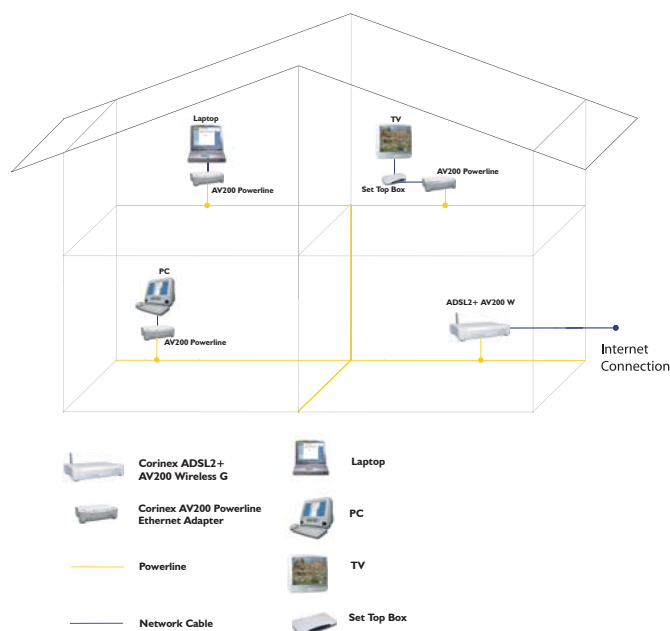 Laptop
TV
AV200 Powerline
Set Top Box
AV200 Powerline
PC
AV200 Powerline
ADSL2+ AV200 W
Internet
Connection
Corinex ADSL2+
AV200 Wireless G
Laptop
Corinex AV200 Powerline
Ethernet Adapter
PC
Powerline
TV
Network Cable
Set Top Box